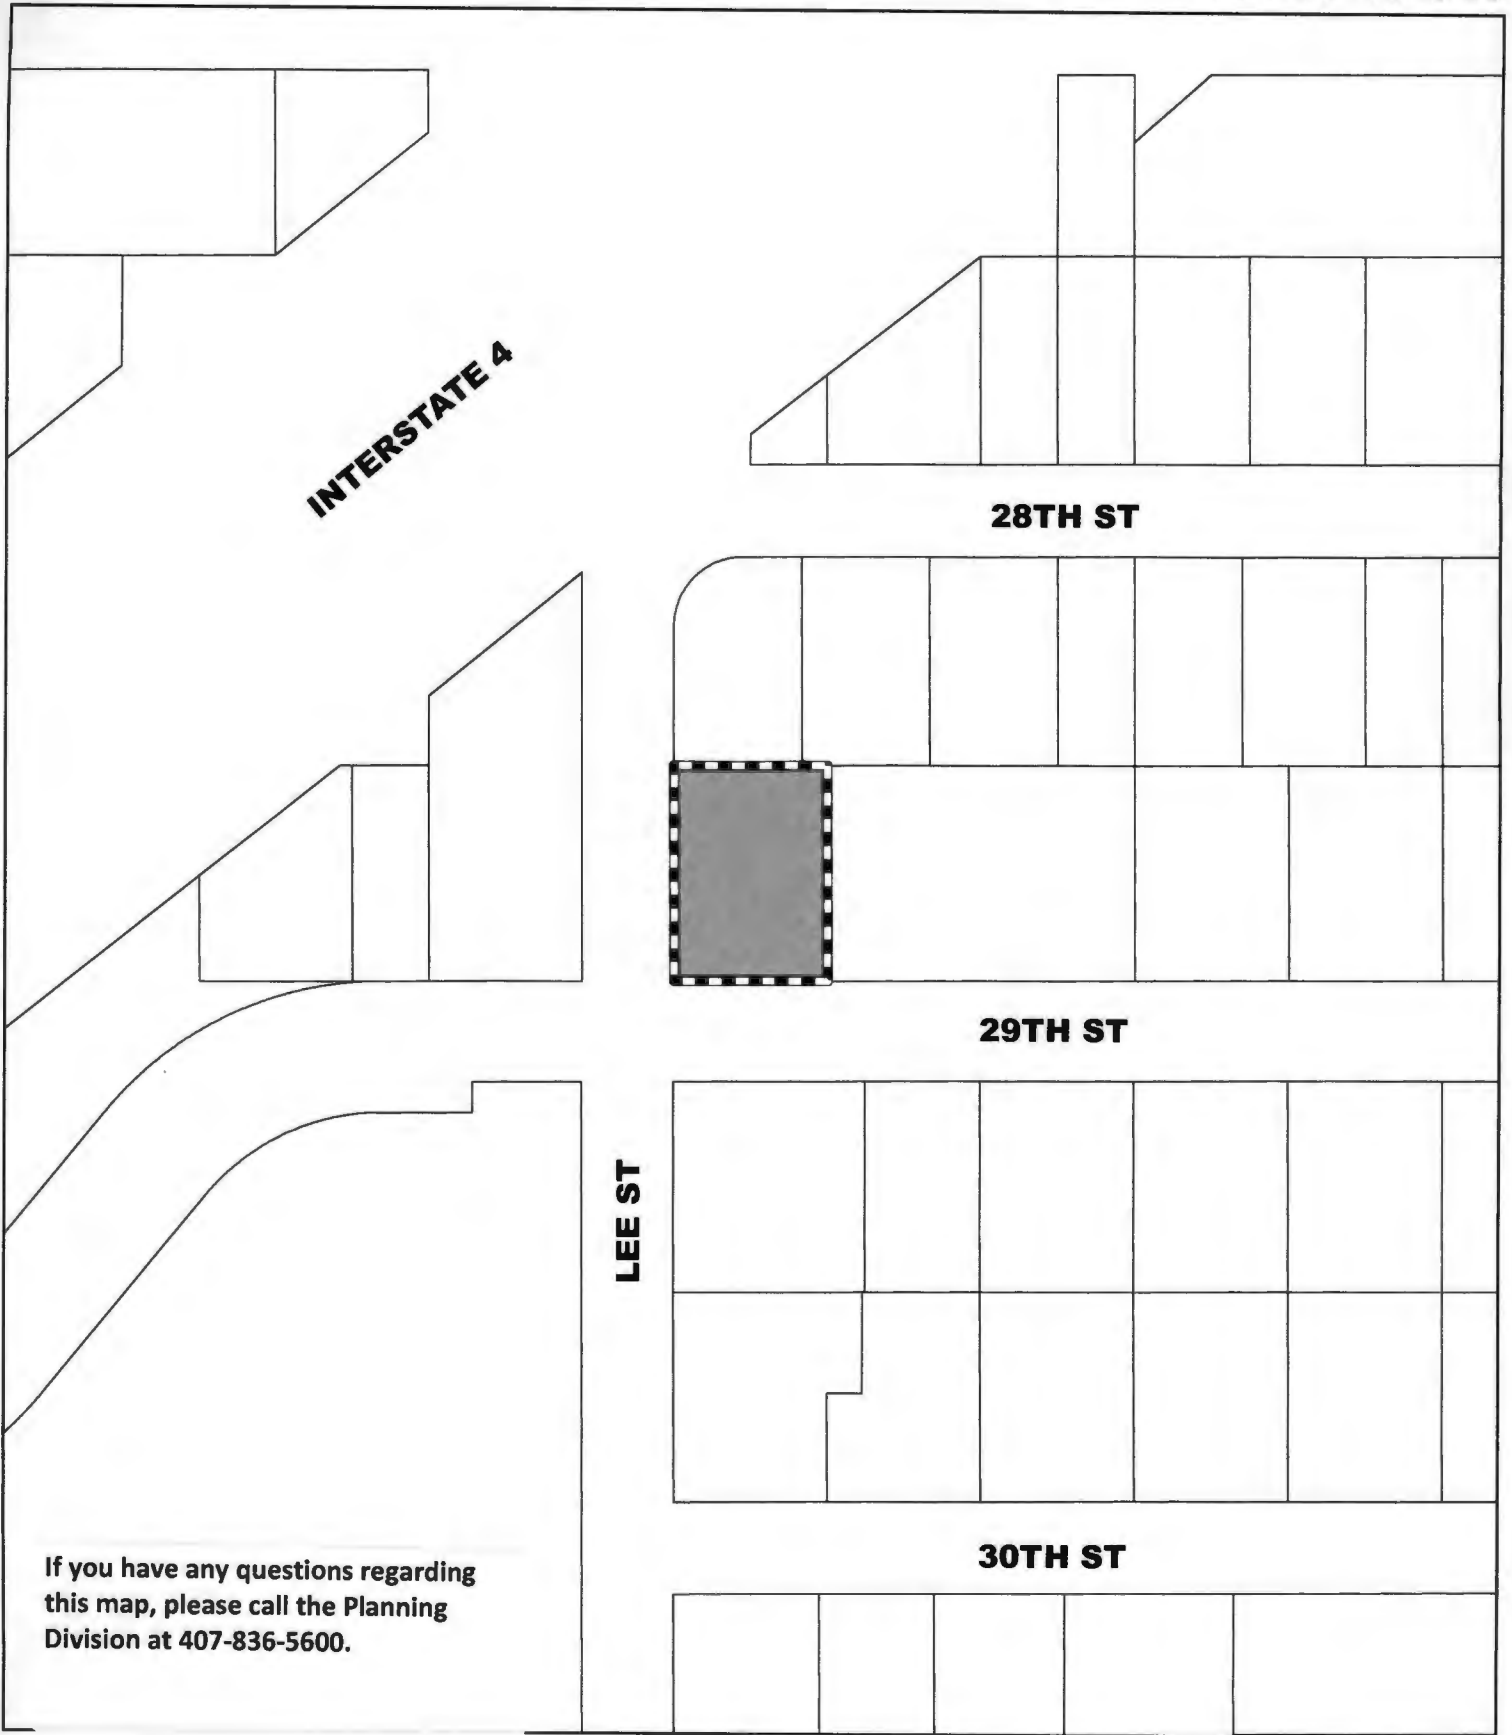 INTERSTATE 4
28TH ST
29TH ST
LEE ST
30TH ST
If you have any questions regarding
this map, please call the Planning
Division at 407-836-5600.